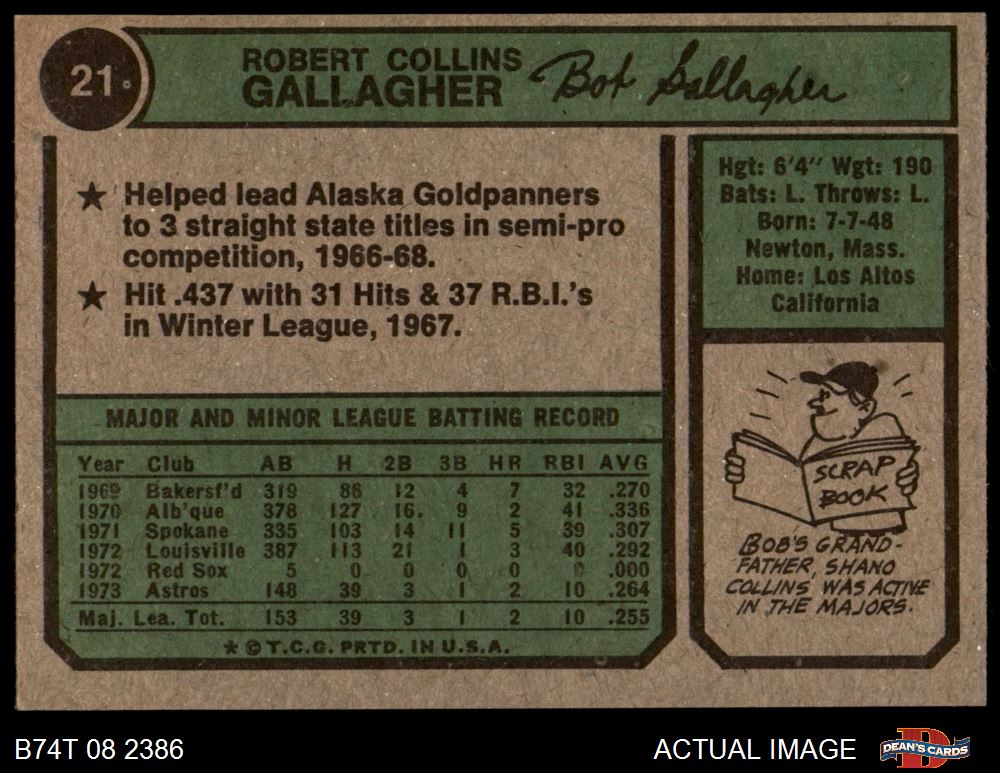 21
ROBERT COLLINS
GALLAGHER
Bob Gallagher
★ Helped lead Alaska Goldpanners
to 3 straight state titles in semi-pro
competition, 1966-68.
★ Hit .437 with 31 Hits & 37 R.B.I.'s
in Winter League, 1967.
Hgt: 6'4'' Wgt: 190
Bats: L. Throws: L.
Born: 7-7-48
Newton, Mass.
Home: Los Altos
California
MAJOR AND MINOR LEAGUE BATTING RECORD
Year Club AB H 2B 3B HR RBI AVG
1969 Bakersf'd 319 86 12 4 7 32 .270
1970 Alb'que 378 127 16. 9 2 41 .336
1971 Spokane 335 103 14 11 5 39 .307
1972 Louisville 387 113 21 1 3 40 .292
1972 Red Sox 5 0 0 0 0 0 .000
1973 Astros 148 39 3 1 2 10 .264
Maj. Lea. Tot. 153 39 3 1 2 10 .255
* © T.C.G. PRTD. IN U.S.A.
SCRAP
BOOK
BOB'S GRAND-
FATHER, SHANO
COLLINS WAS ACTIVE
IN THE MAJORS.
B74T 08 2386
ACTUAL IMAGE
DEAN'S CARDS